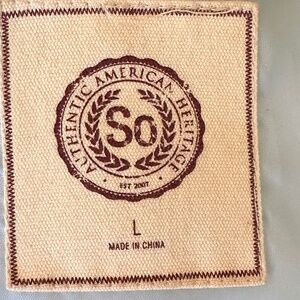 AUTHENTIC AMERICAN HERITAGE
So
EST 2007
L
MADE IN CHINA